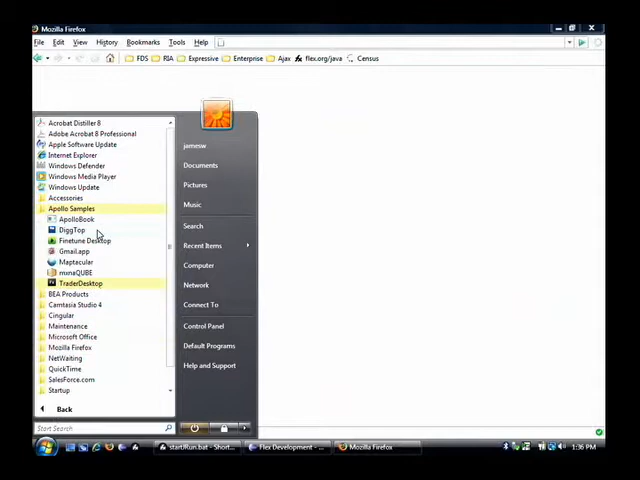 Mozilla Firefox
File Edit View History Bookmarks Tools Help
FDS RIA Expressive Enterprise Ajax flex.org/java Census
Acrobat Distiller 8
Adobe Acrobat 8 Professional
Apple Software Update
Internet Explorer
Windows Defender
Windows Media Player
Windows Update
Accessories
Apollo Samples
ApolloBook
DiggTop
Finetune Desktop
Gmail.app
Maptacular
mxnaQUBE
TraderDesktop
BEA Products
Camtasia Studio 4
Cingular
Maintenance
Microsoft Office
Mozilla Firefox
NetWaiting
QuickTime
SalesForce.com
Startup
Back
Start Search
jamesw
Documents
Pictures
Music
Search
Recent Items
Computer
Network
Connect To
Control Panel
Default Programs
Help and Support
startJRun.bat - Short... Flex Development - ... Mozilla Firefox 1:36 PM